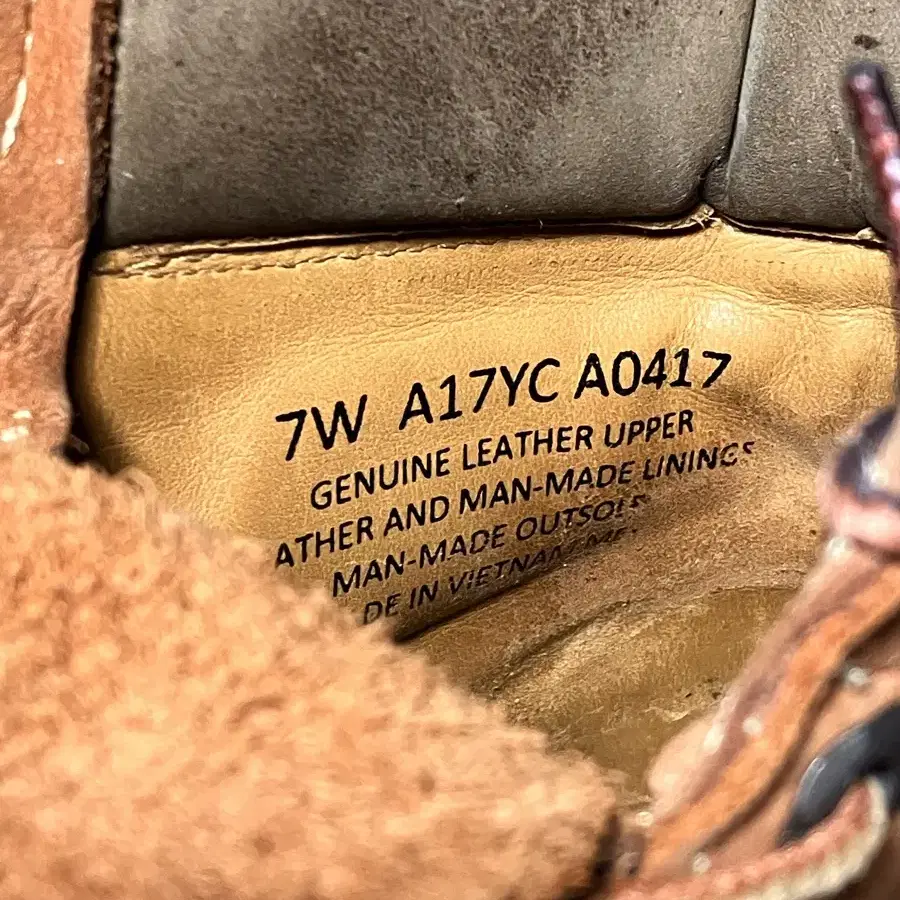 7W A17YC A0417
GENUINE LEATHER UPPER
ATHER AND MAN-MADE LININGS
MAN-MADE OUTSOLE
DE IN VIETNAM